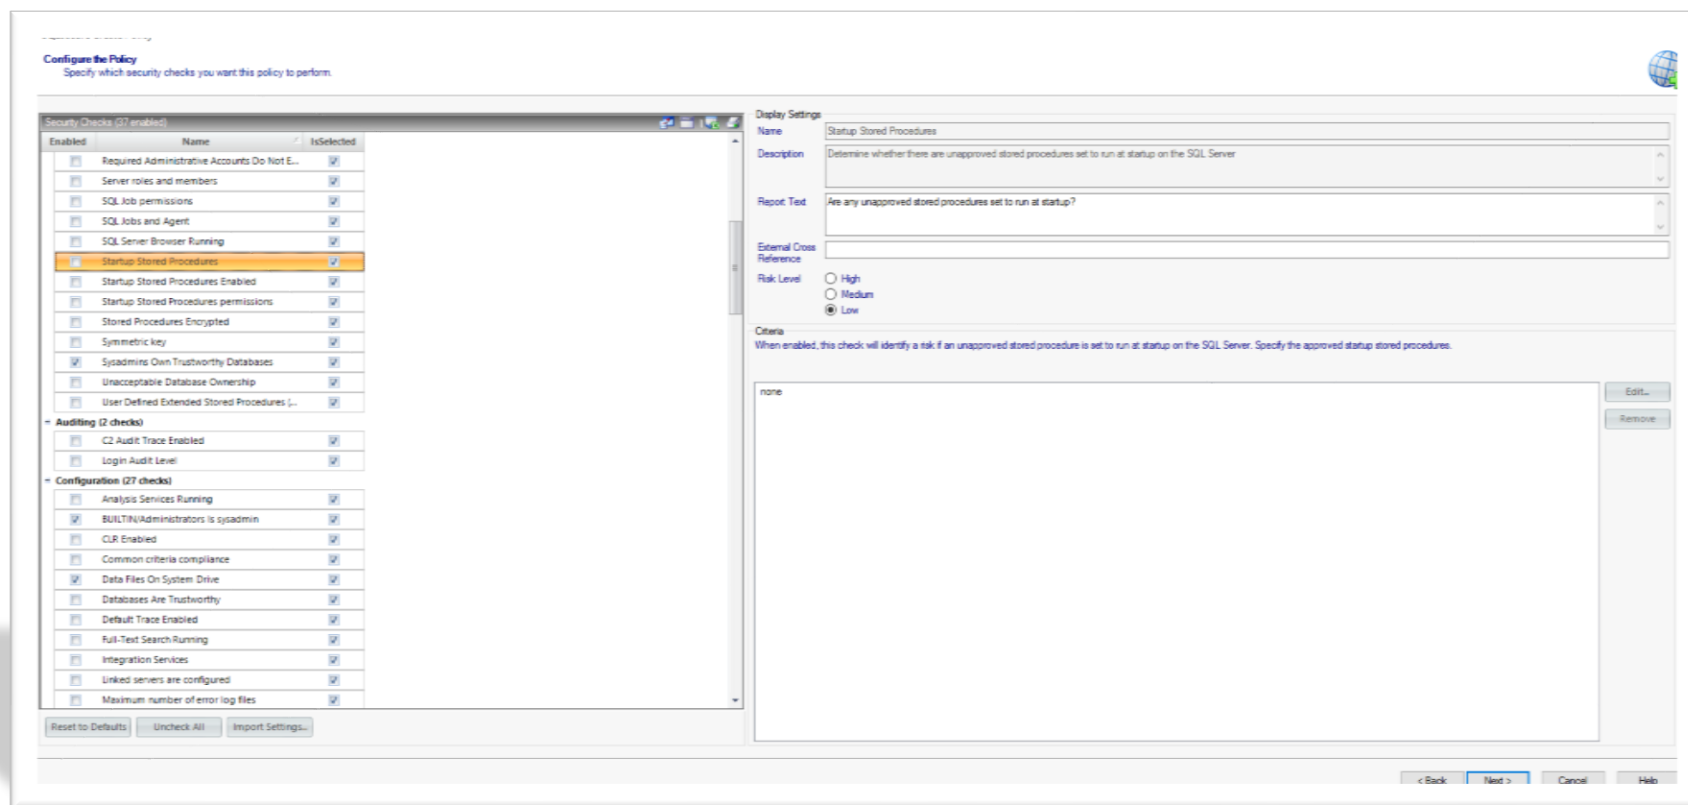 Configure the Policy
Specify which security checks you want this policy to perform.
Security Checks (37 enabled)
Enabled Name IsSelected
Required Administrative Accounts Do Not E...
Server roles and members
SQL Job permissions
SQL Jobs and Agent
SQL Server Browser Running
Startup Stored Procedures
Startup Stored Procedures Enabled
Startup Stored Procedures permissions
Stored Procedures Encrypted
Symmetric key
Sysadmins Own Trustworthy Databases
Unacceptable Database Ownership
User Defined Extended Stored Procedures (...
Auditing (2 checks)
C2 Audit Trace Enabled
Login Audit Level
Configuration (27 checks)
Analysis Services Running
BUILTIN/Administrators is sysadmin
CLR Enabled
Common criteria compliance
Data Files On System Drive
Databases Are Trustworthy
Default Trace Enabled
Full-Text Search Running
Integration Services
Linked servers are configured
Maximum number of error log files
Reset to Defaults Uncheck All Import Settings...
Display Settings
Name Startup Stored Procedures
Description Determine whether there are unapproved stored procedures set to run at startup on the SQL Server
Report Text Are any unapproved stored procedures set to run at startup?
External Cross
Reference
Risk Level High
Medium
Low
Criteria
When enabled, this check will identify a risk if an unapproved stored procedure is set to run at startup on the SQL Server. Specify the approved startup stored procedures.
none
Edit...
Remove
< Back Next > Cancel Help